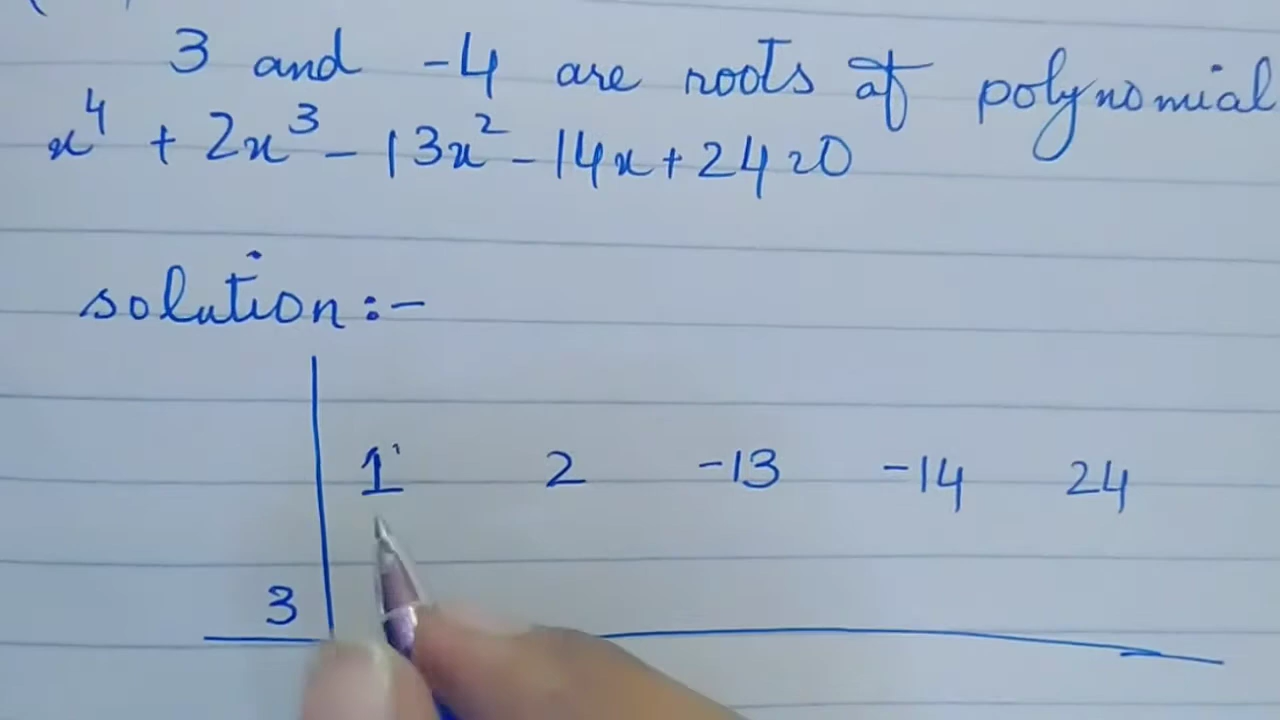 3 and -4 are roots of polynomial
x⁴ + 2x³ - 13x² - 14x + 24 = 0
solution:-
1 2 -13 -14 24
3